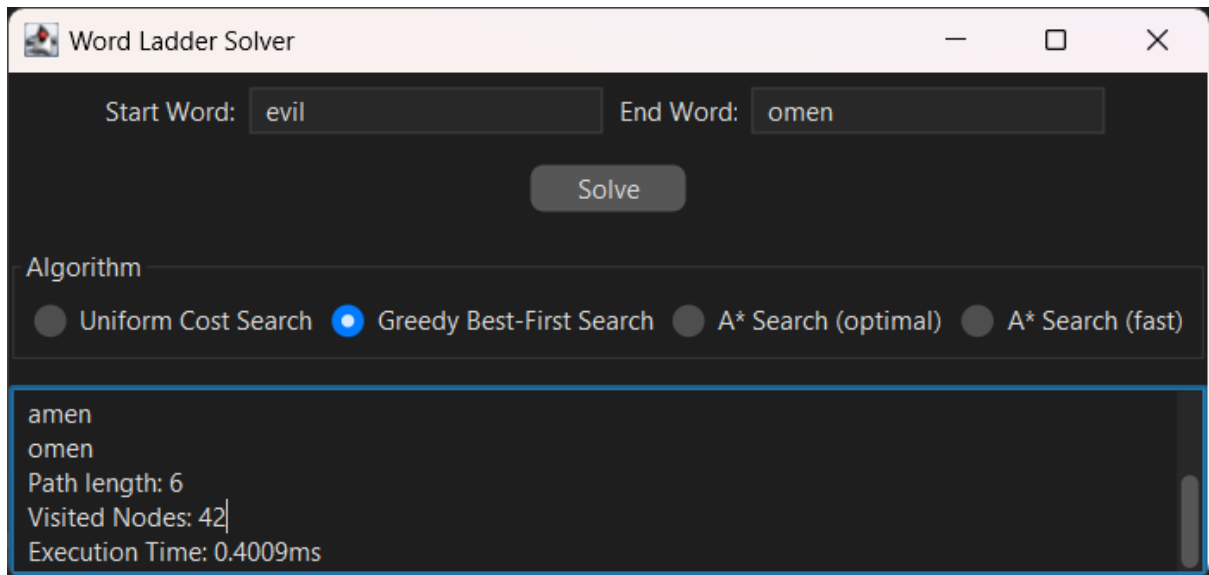 Word Ladder Solver
Start Word: evil End Word: omen
Solve
Algorithm
Uniform Cost Search Greedy Best-First Search A* Search (optimal) A* Search (fast)
amen
omen
Path length: 6
Visited Nodes: 42
Execution Time: 0.4009ms